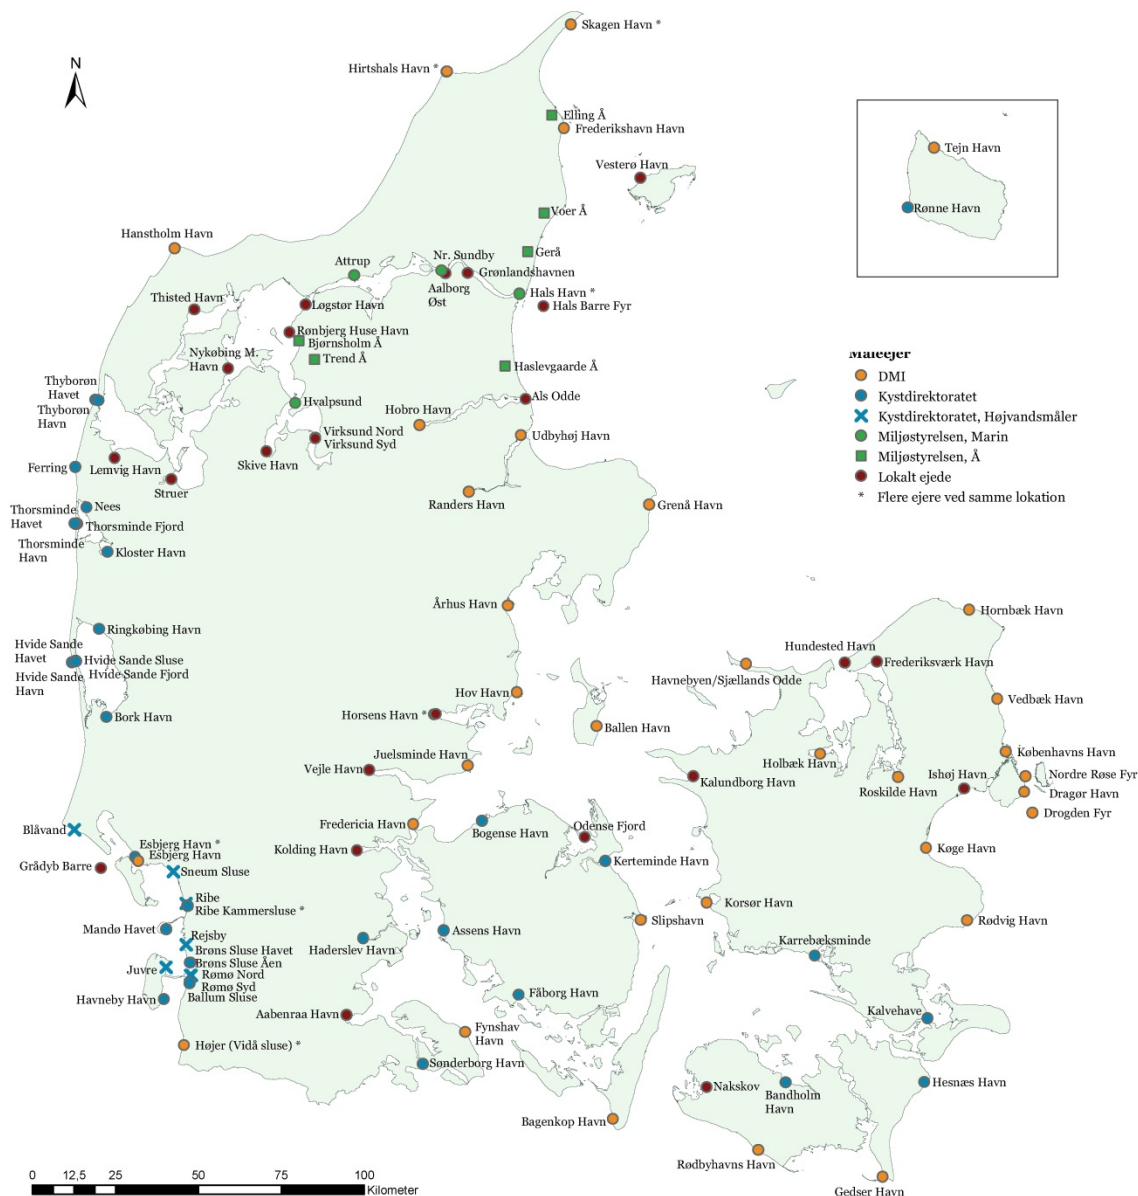 Skagen Havn *
Hirtshals Havn *
N
Elling Å
Frederikshavn Havn
Vesterø Havn
Tejn Havn
Rønne Havn
Voer Å
Hanstholm Havn
Gerå
Attrup
Nr. Sundby
Grønlandshavnen
Aalborg
Øst
Hals Havn *
Hals Barre Fyr
Thisted Havn
Løgstør Havn
Rønbjerg Huse Havn
Bjørnsholm Å
Trend Å
Nykøbing M.
Havn
Haslevgaarde Å
Måleejer
DMI
Kystdirektoratet
Kystdirektoratet, Højvandsmåler
Miljøstyrelsen, Marin
Miljøstyrelsen, Å
Lokalt ejede
* Flere ejere ved samme lokation
Thyborøn
Havet
Thyborøn
Havn
Hvalpsund
Hobro Havn
Als Odde
Virksund Nord
Virksund Syd
Udbyhøj Havn
Ferring
Lemvig Havn
Skive Havn
Struer
Nees
Randers Havn
Grenå Havn
Thorsminde
Havet
Thorsminde Fjord
Thorsminde
Havn
Kloster Havn
Århus Havn
Hornbæk Havn
Ringkøbing Havn
Hvide Sande
Havet
Hvide Sande Sluse
Hvide Sande Fjord
Hvide Sande
Havn
Hundested Havn
Frederiksværk Havn
Havnebyen/Sjællands Odde
Hov Havn
Vedbæk Havn
Bork Havn
Horsens Havn *
Ballen Havn
Juelsminde Havn
Vejle Havn
Holbæk Havn
Københavns Havn
Kalundborg Havn
Roskilde Havn
Ishøj Havn
Nordre Røse Fyr
Dragør Havn
Drogden Fyr
Blåvand
Fredericia Havn
Bogense Havn
Odense Fjord
Esbjerg Havn *
Esbjerg Havn
Kolding Havn
Kerteminde Havn
Køge Havn
Grådyb Barre
Sneum Sluse
Ribe
Ribe Kammersluse *
Korsør Havn
Slipshavn
Rødvig Havn
Mandø Havet
Rejsby
Haderslev Havn
Assens Havn
Karrebæksminde
Brøns Sluse Havet
Brøns Sluse Åen
Juvre
Rømø Nord
Rømø Syd
Ballum Sluse
Havneby Havn
Fåborg Havn
Aabenraa Havn
Kalvehave
Fynshav
Havn
Højer (Vidå sluse) *
Sønderborg Havn
Nakskov
Bandholm
Havn
Hesnæs Havn
Bagenkop Havn
Rødbyhavns Havn
Gedser Havn
0 12,5 25 50 75 100
Kilometer